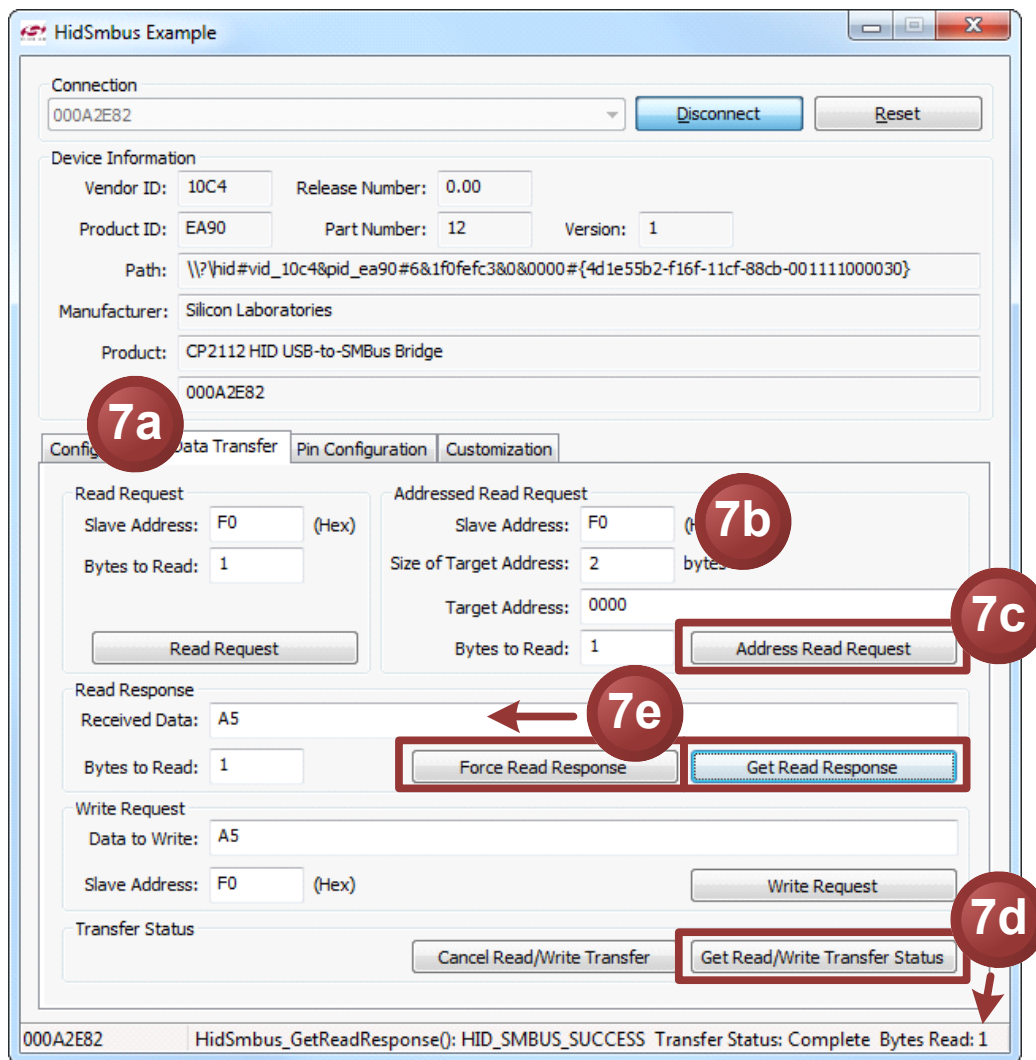 HidSmbus Example
Connection
000A2E82
Disconnect
Reset
Device Information
Vendor ID: 10C4 Release Number: 0.00
Product ID: EA90 Part Number: 12 Version: 1
Path: \\?\hid#vid_10c4&pid_ea90#6&1f0fefc3&0&0000#{4d1e55b2-f16f-11cf-88cb-001111000030}
Manufacturer: Silicon Laboratories
Product: CP2112 HID USB-to-SMBus Bridge
000A2E82
7a
Data Transfer Pin Configuration Customization
Read Request
Slave Address: F0 (Hex)
Bytes to Read: 1
Read Request
Addressed Read Request
Slave Address: F0
7b
Size of Target Address: 2 bytes
Target Address: 0000
7c
Bytes to Read: 1 Address Read Request
Read Response
Received Data: A5
7e
Bytes to Read: 1 Force Read Response Get Read Response
Write Request
Data to Write: A5
Slave Address: F0 (Hex) Write Request
7d
Transfer Status
Cancel Read/Write Transfer Get Read/Write Transfer Status
000A2E82 HidSmbus_GetReadResponse(): HID_SMBUS_SUCCESS Transfer Status: Complete Bytes Read: 1